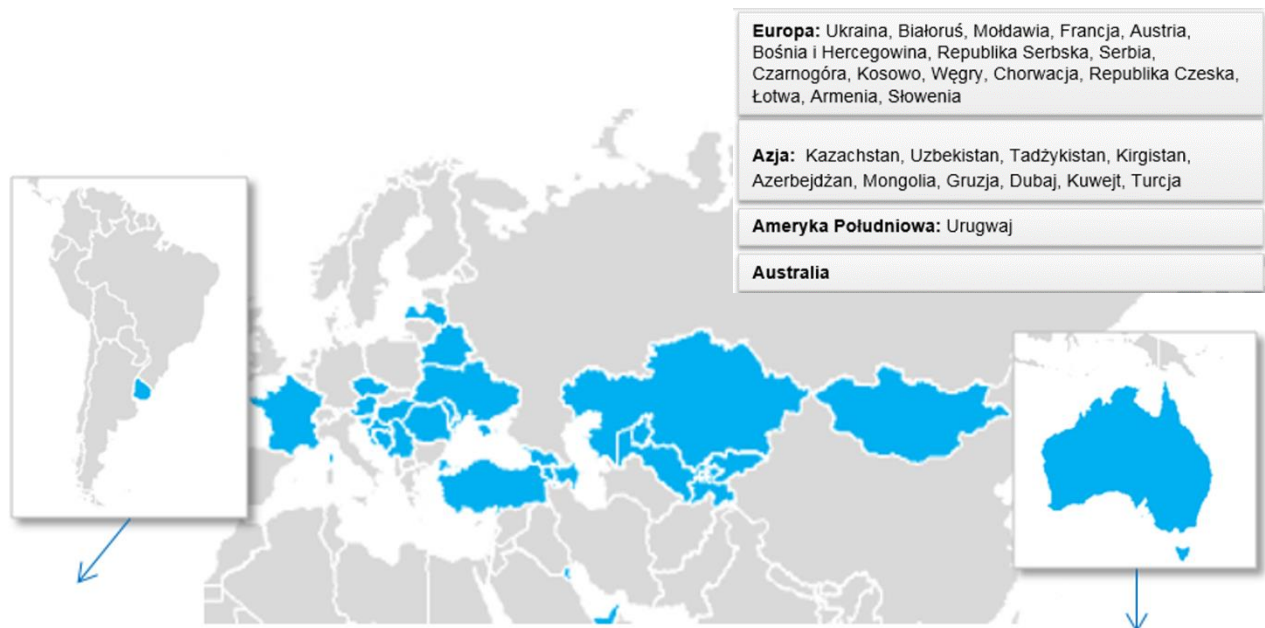 Europa: Ukraina, Białoruś, Mołdawia, Francja, Austria,
Bośnia i Hercegowina, Republika Serbska, Serbia,
Czarnogóra, Kosowo, Węgry, Chorwacja, Republika Czeska,
Łotwa, Armenia, Słowenia
Azja: Kazachstan, Uzbekistan, Tadżykistan, Kirgistan,
Azerbejdżan, Mongolia, Gruzja, Dubaj, Kuwejt, Turcja
Ameryka Południowa: Urugwaj
Australia